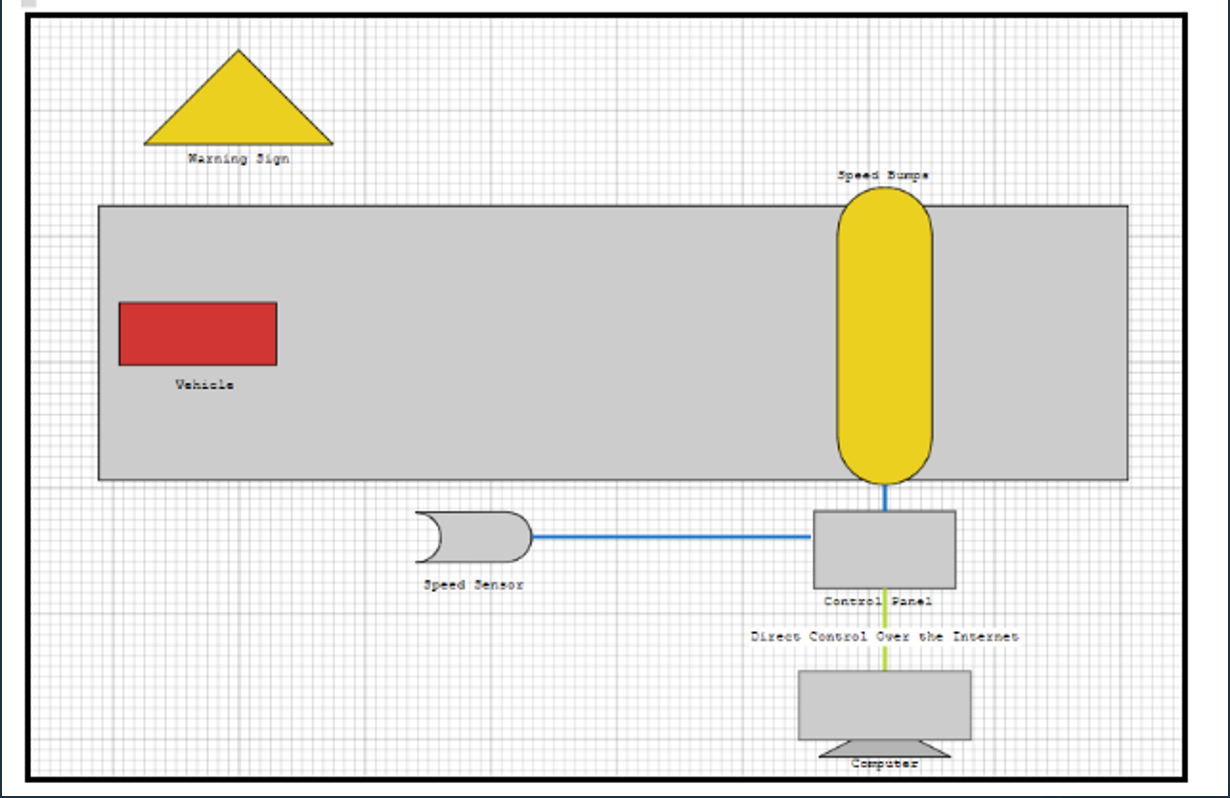 Warning Sign
Speed Bumps
Vehicle
Speed Sensor
Control Panel
Direct Control Over the Internet
Computer